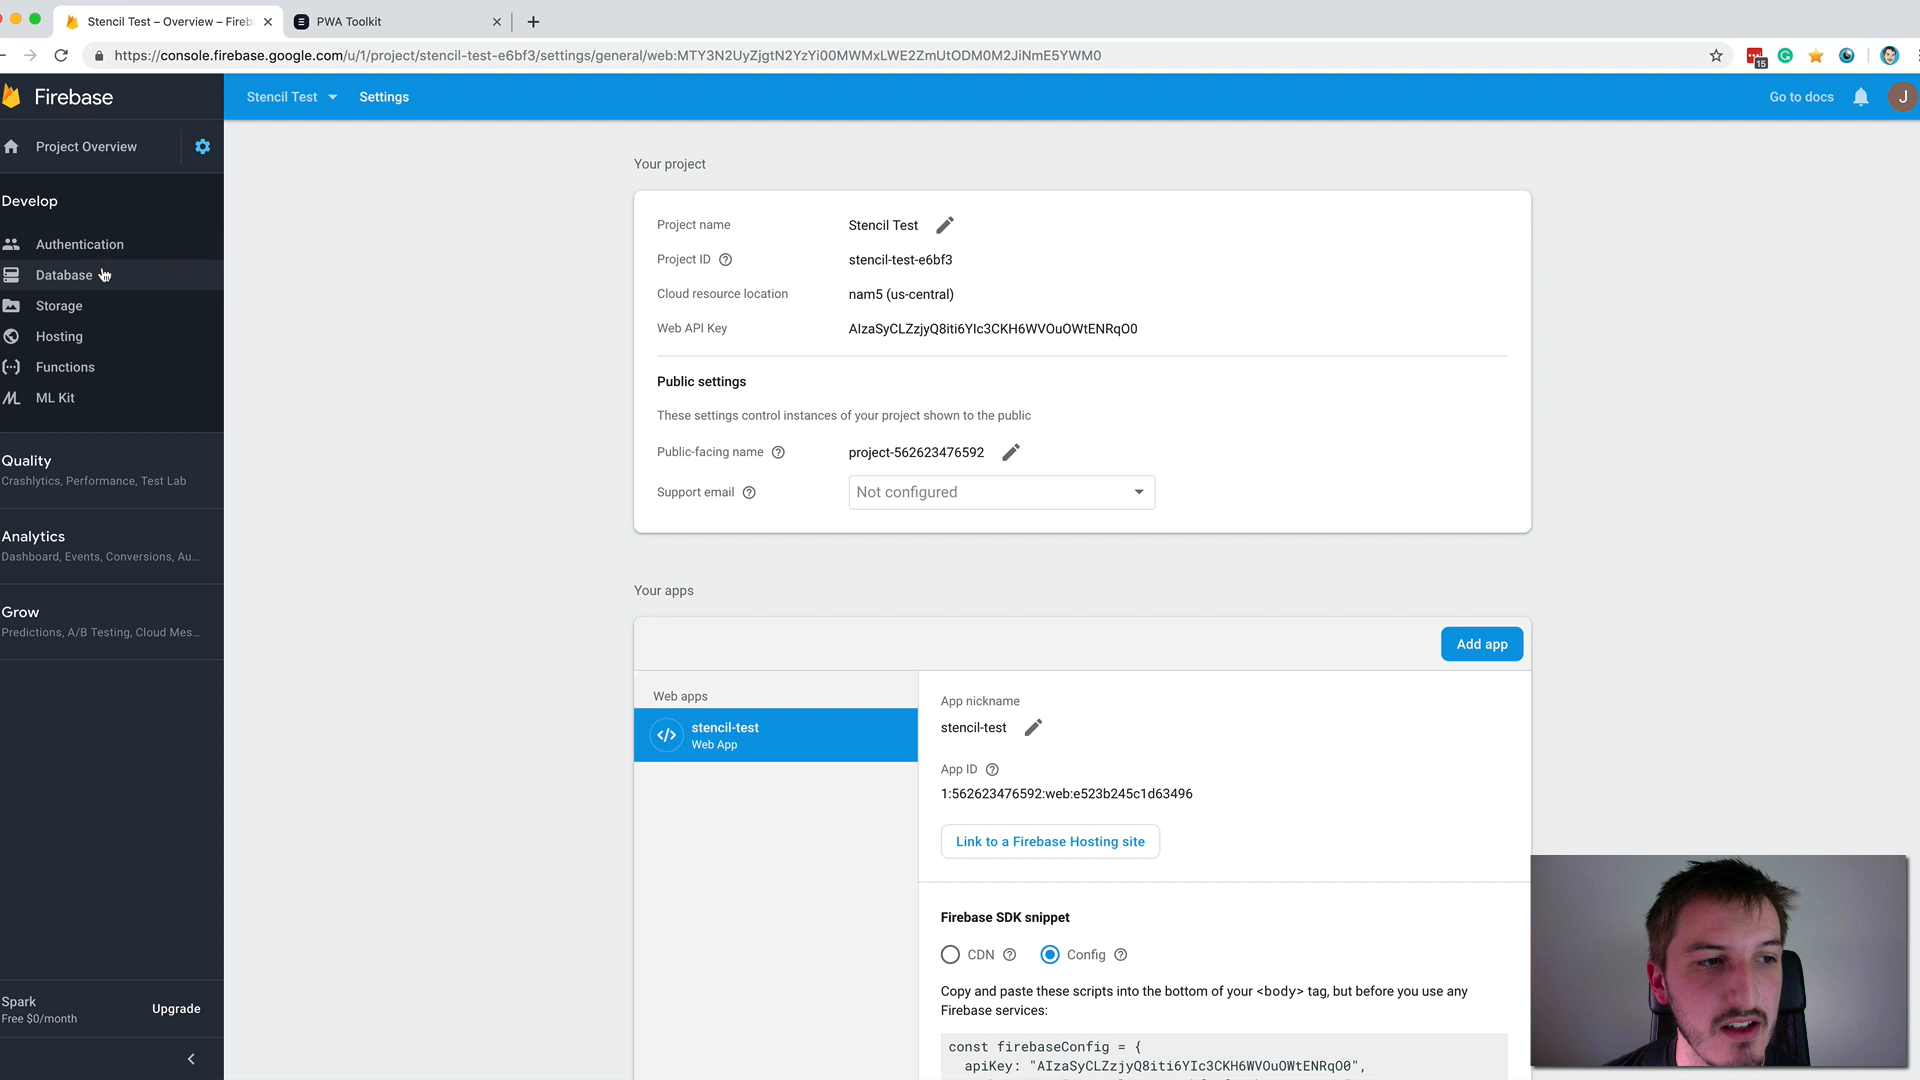 Stencil Test – Overview – Fireb
PWA Toolkit
https://console.firebase.google.com/u/1/project/stencil-test-e6bf3/settings/general/web:MTY3N2UyZjgtN2YzYi00MWMxLWE2ZmUtODM0M2JiNmE5YWM0
15
Firebase
Stencil Test
Settings
Go to docs
J
Project Overview
Develop
Authentication
Database
Storage
Hosting
Functions
ML Kit
Quality
Crashlytics, Performance, Test Lab
Analytics
Dashboard, Events, Conversions, Au...
Grow
Predictions, A/B Testing, Cloud Mes...
Spark
Free $0/month
Upgrade
Your project
Project name
Stencil Test
Project ID
stencil-test-e6bf3
Cloud resource location
nam5 (us-central)
Web API Key
AIzaSyCLZzjyQ8iti6YIc3CKH6WVOuOWtENRqO0
Public settings
These settings control instances of your project shown to the public
Public-facing name
project-562623476592
Support email
Not configured
Your apps
Add app
Web apps
stencil-test
Web App
App nickname
stencil-test
App ID
1:562623476592:web:e523b245c1d63496
Link to a Firebase Hosting site
Firebase SDK snippet
CDN
Config
Copy and paste these scripts into the bottom of your <body> tag, but before you use any
Firebase services:
const firebaseConfig = {
apiKey: "AIzaSyCLZzjyQ8iti6YIc3CKH6WVOuOWtENRqO0",